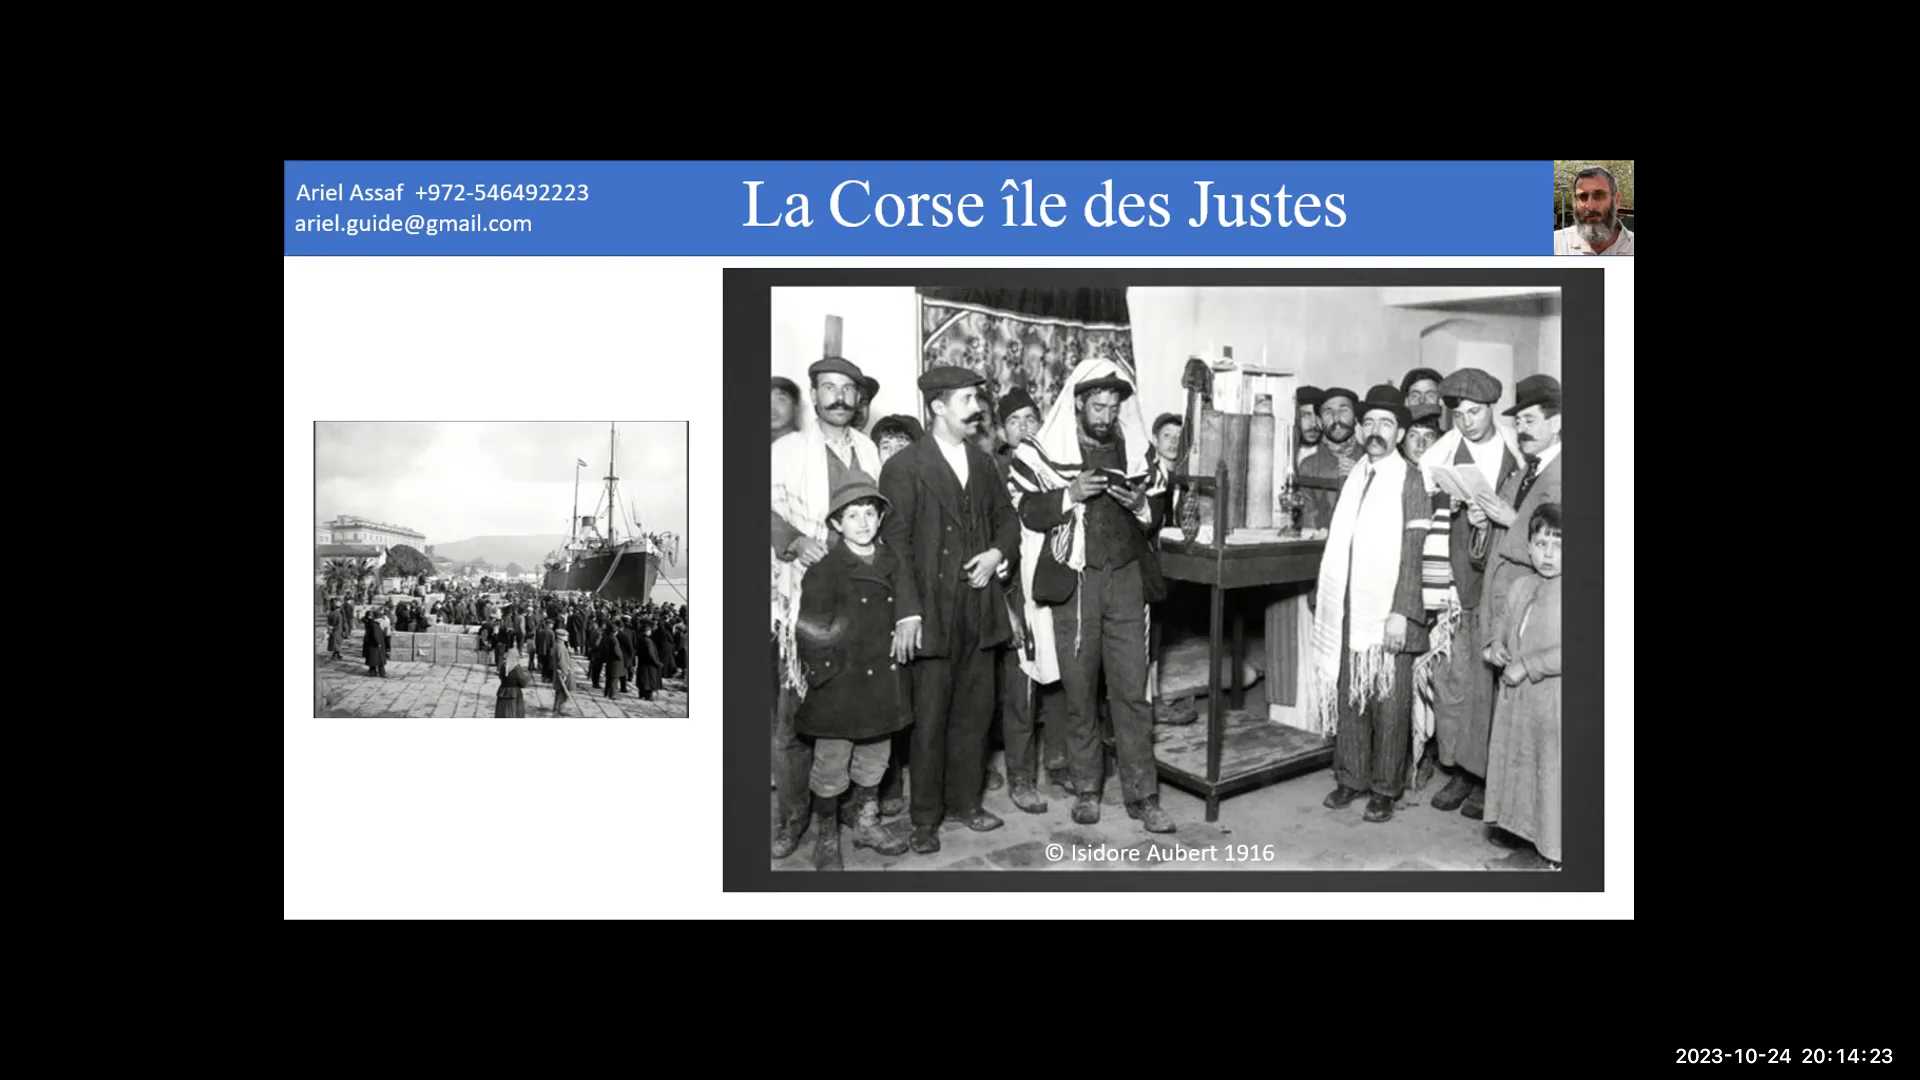 Ariel Assaf +972-546492223
ariel.guide@gmail.com
La Corse île des Justes
© Isidore Aubert 1916
2023-10-24 20:14:23